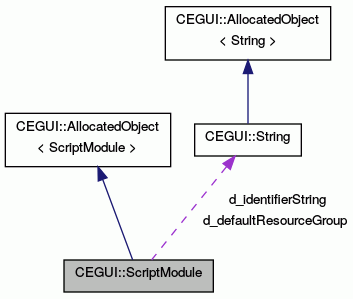 CEGUI::AllocatedObject
< String >
CEGUI::AllocatedObject
< ScriptModule >
CEGUI::String
d_identifierString
d_defaultResourceGroup
CEGUI::ScriptModule